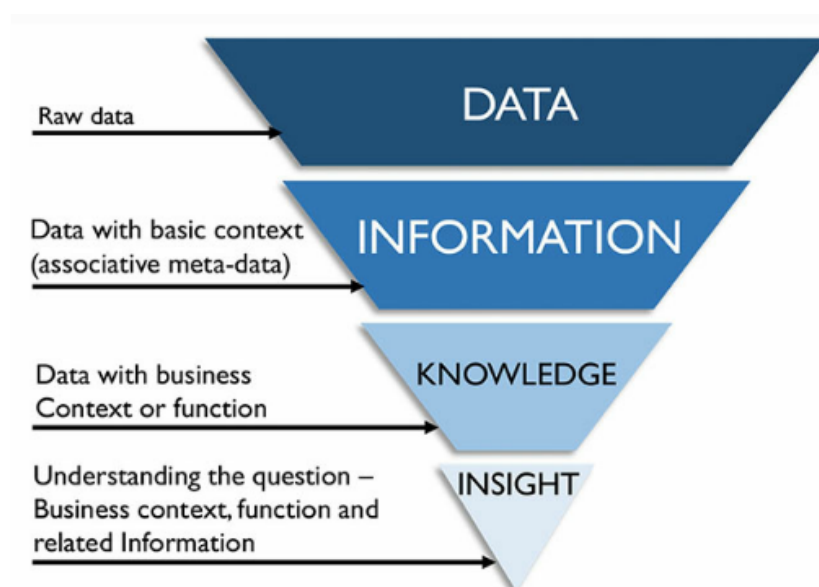 DATA
Raw data
INFORMATION
Data with basic context
(associative meta-data)
KNOWLEDGE
Data with business
Context or function
INSIGHT
Understanding the question –
Business context, function and
related Information